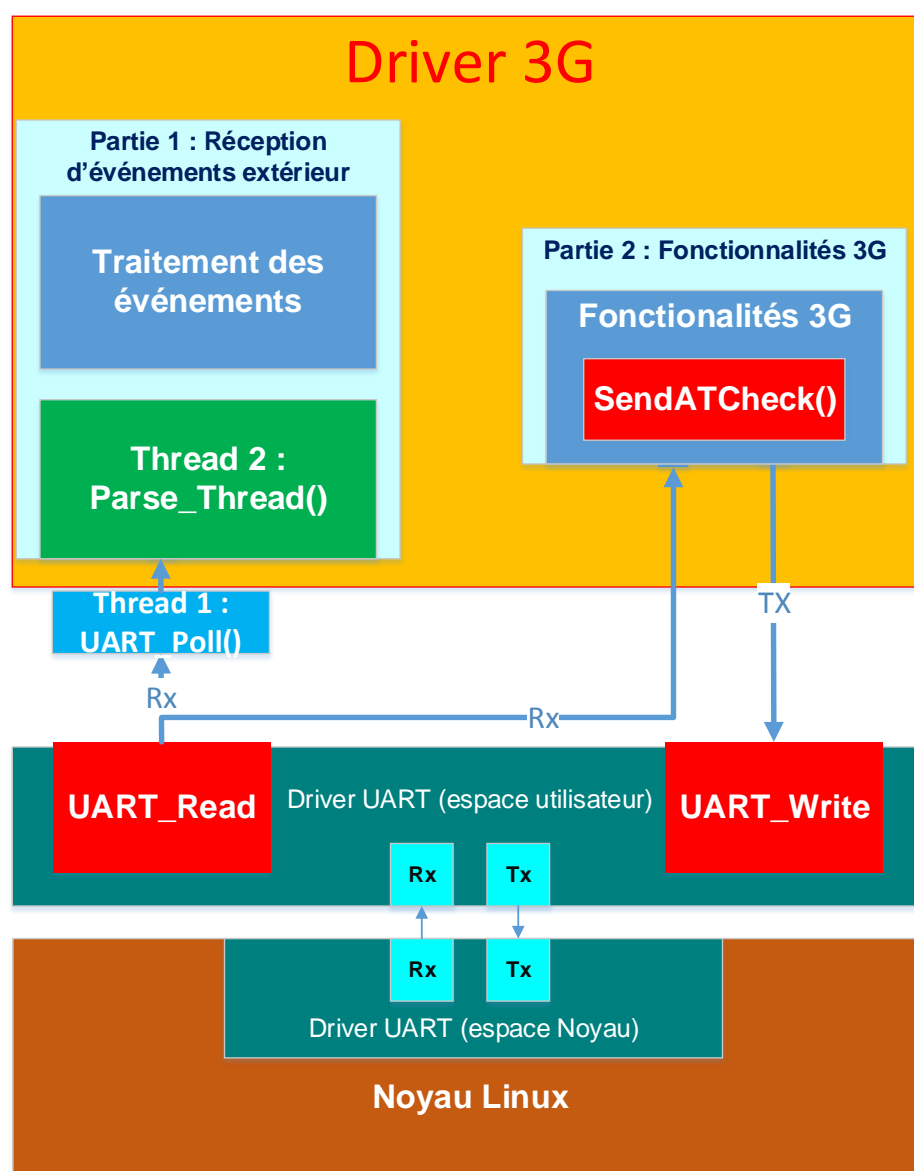 Driver 3G
Partie 1 : Réception
d'événements extérieur
Traitement des
événements
Partie 2 : Fonctionnalités 3G
Fonctionalités 3G
SendATCheck()
Thread 2 :
Parse_Thread()
Thread 1 :
UART_Poll()
TX
Rx
Rx
UART_Read
Driver UART (espace utilisateur)
UART_Write
Rx
Tx
Rx
Tx
Driver UART (espace Noyau)
Noyau Linux